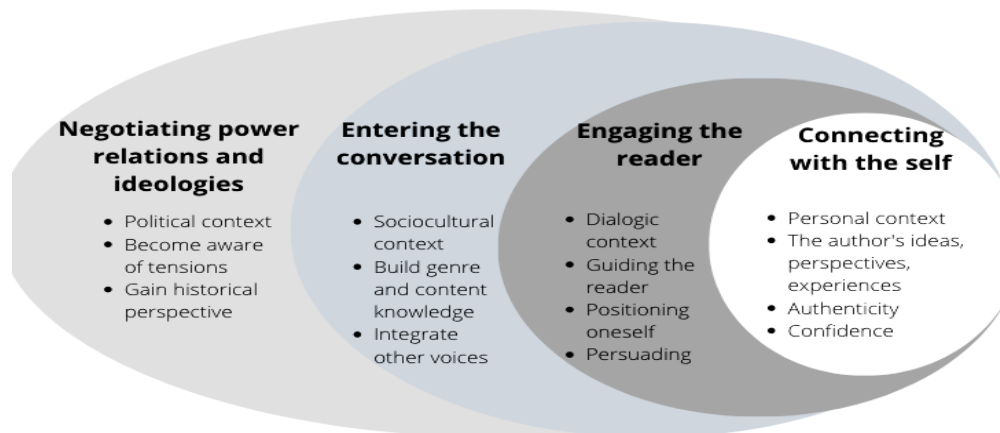 Negotiating power
relations and
ideologies
• Political context
• Become aware
of tensions
• Gain historical
perspective
Entering the
conversation
• Sociocultural
context
• Build genre
and content
knowledge
• Integrate
other voices
Engaging the
reader
• Dialogic
context
• Guiding the
reader
• Positioning
oneself
• Persuading
Connecting
with the self
• Personal context
• The author's ideas,
perspectives,
experiences
• Authenticity
• Confidence